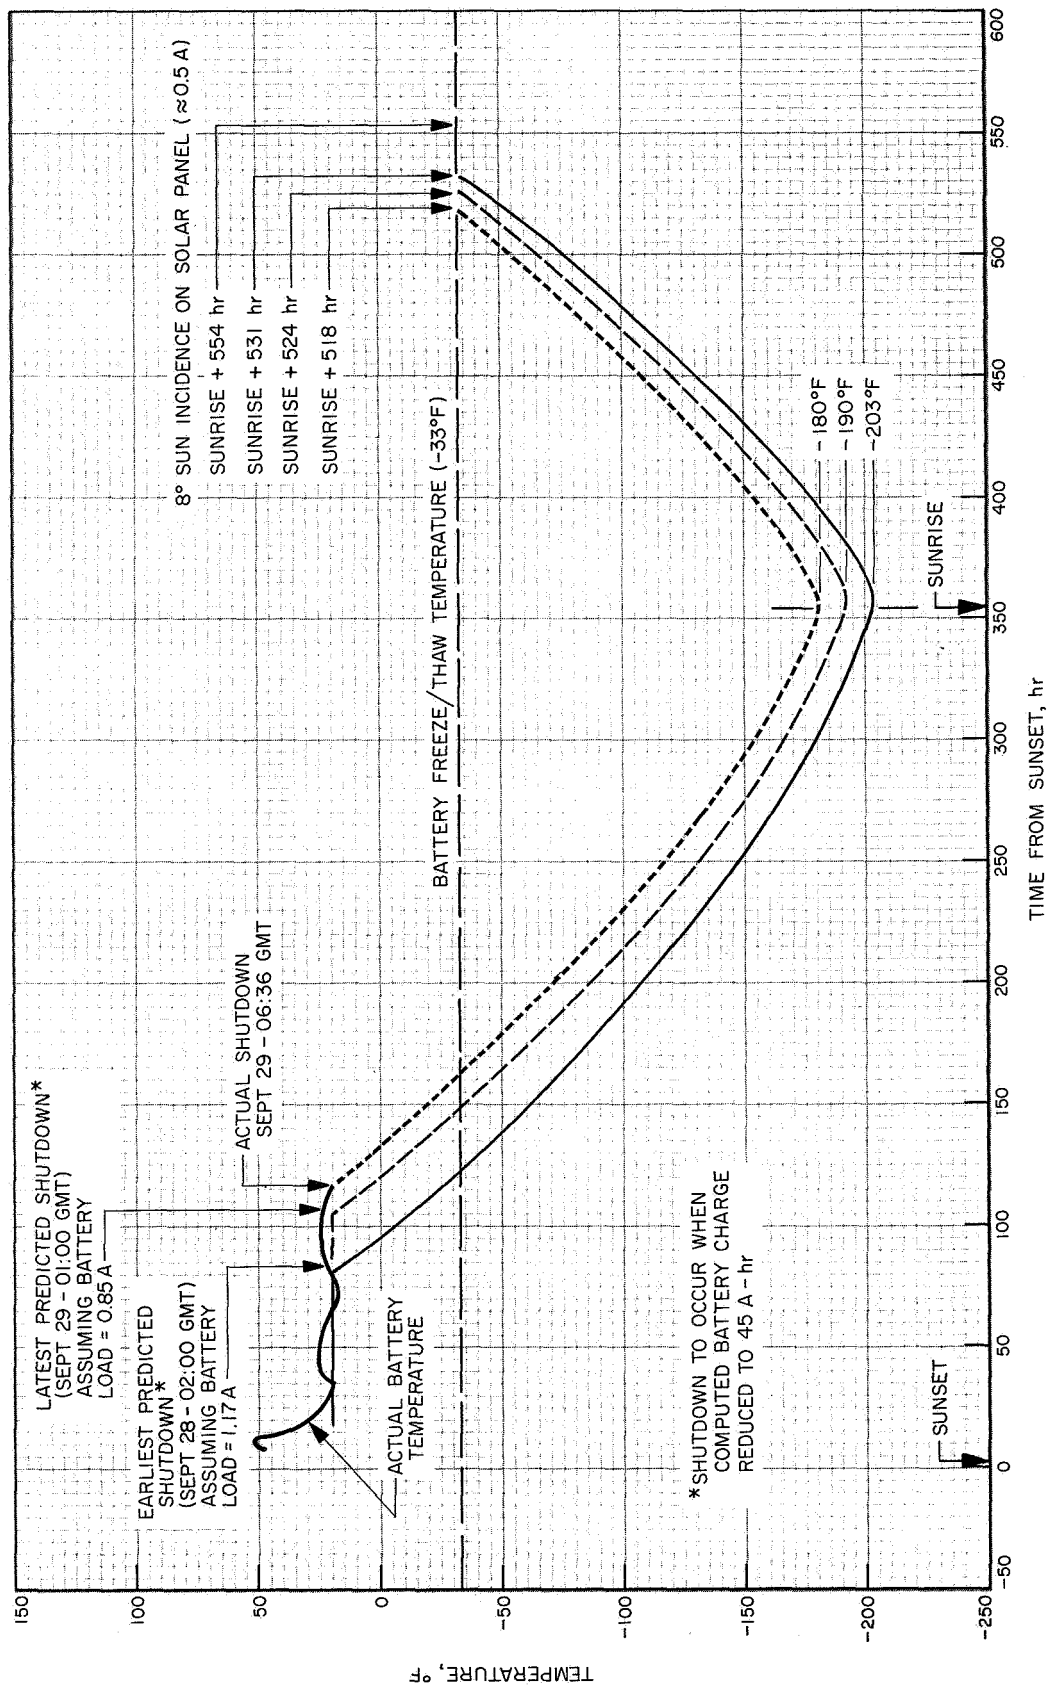 LATEST PREDICTED SHUTDOWN*
(SEPT 29 - 01:00 GMT)
ASSUMING BATTERY
LOAD = 0.85 A
EARLIEST PREDICTED
SHUTDOWN*
(SEPT 28 - 02:00 GMT)
ASSUMING BATTERY
LOAD = 1.17 A
ACTUAL SHUTDOWN
SEPT 29 - 06:36 GMT
8° SUN INCIDENCE ON SOLAR PANEL (≈0.5 A)
SUNRISE + 554 hr
SUNRISE + 531 hr
SUNRISE + 524 hr
SUNRISE + 518 hr
BATTERY FREEZE/THAW TEMPERATURE (-33°F)
ACTUAL BATTERY
TEMPERATURE
*SHUTDOWN TO OCCUR WHEN
COMPUTED BATTERY CHARGE
REDUCED TO 45 A-hr
-180°F
-190°F
-203°F
SUNSET
SUNRISE
150
100
50
0
-50
-100
-150
-200
-250
TEMPERATURE, °F
-50
0
50
100
150
200
250
300
350
400
450
500
550
600
TIME FROM SUNSET, hr